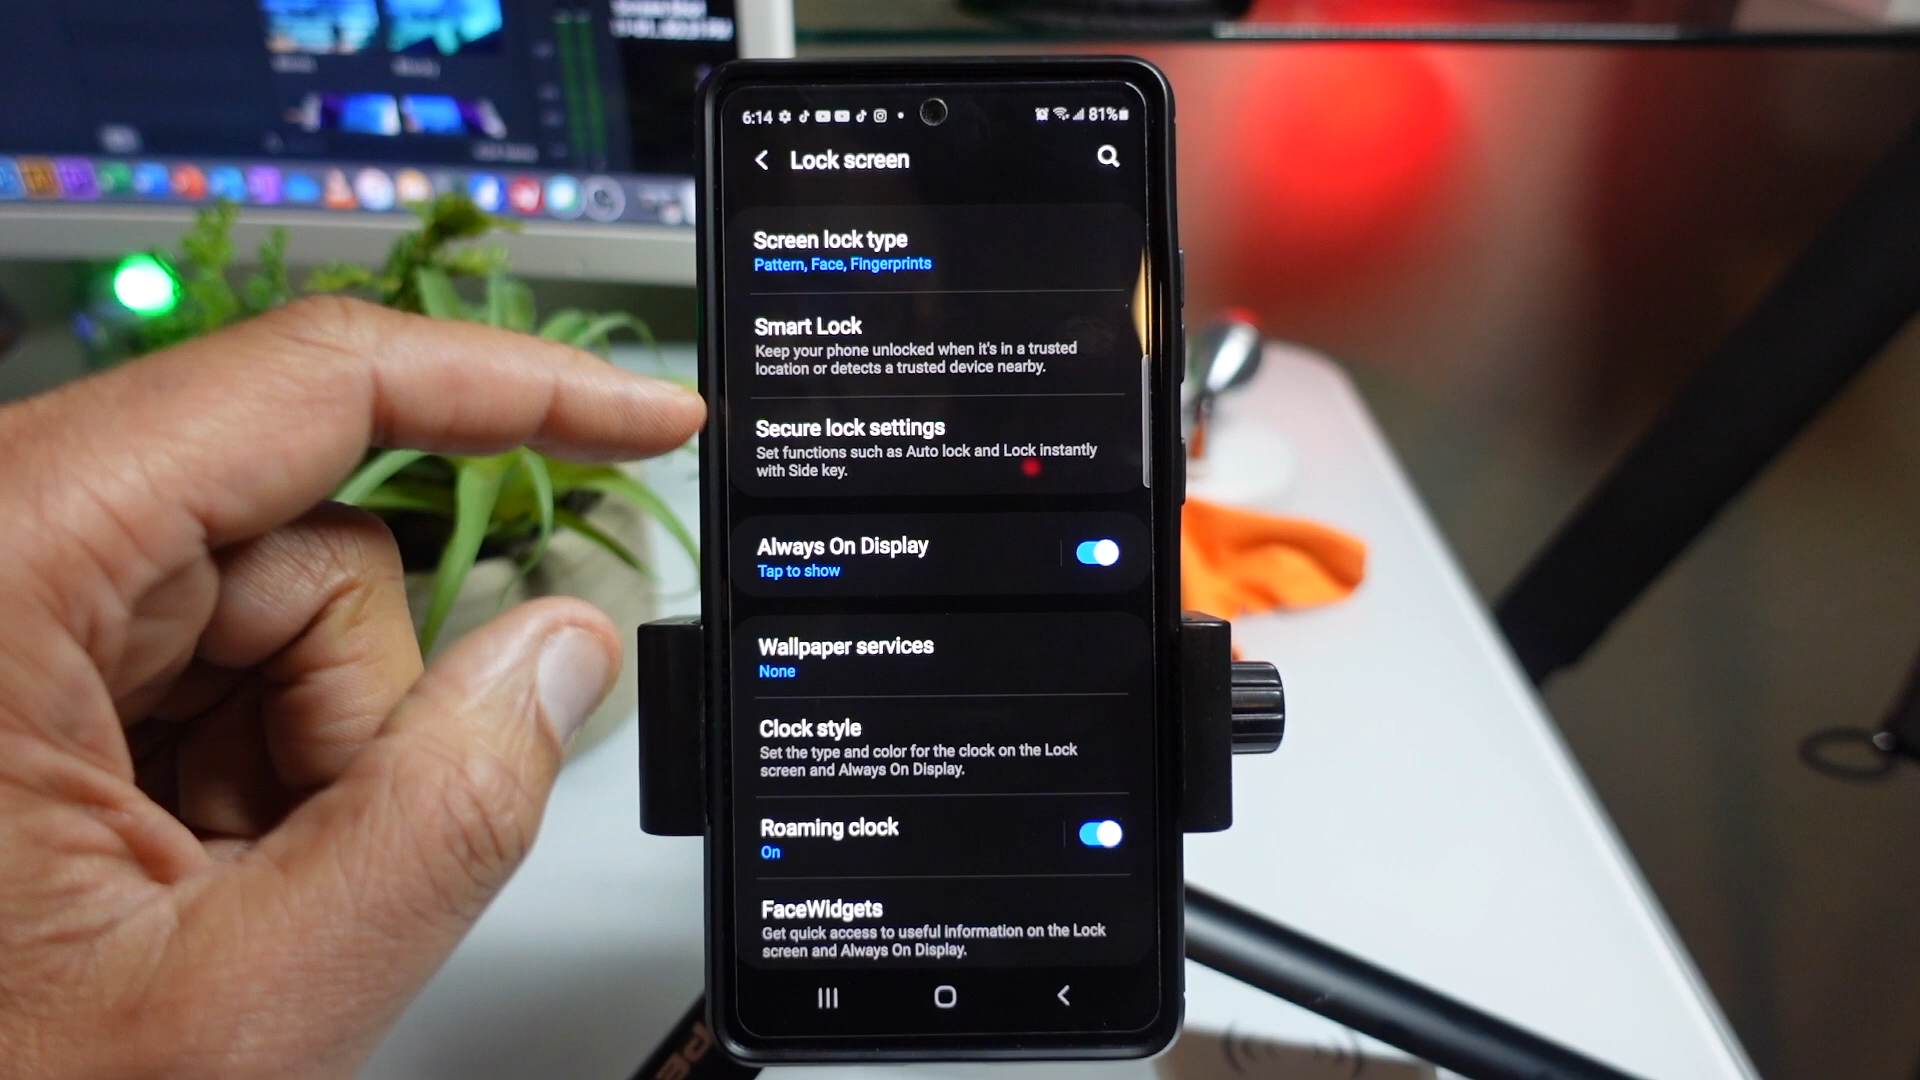 6:14
81%
Lock screen
Screen lock type
Pattern, Face, Fingerprints
Smart Lock
Keep your phone unlocked when it's in a trusted
location or detects a trusted device nearby.
Secure lock settings
Set functions such as Auto lock and Lock instantly
with Side key.
Always On Display
Tap to show
Wallpaper services
None
Clock style
Set the type and color for the clock on the Lock
screen and Always On Display.
Roaming clock
On
FaceWidgets
Get quick access to useful information on the Lock
screen and Always On Display.